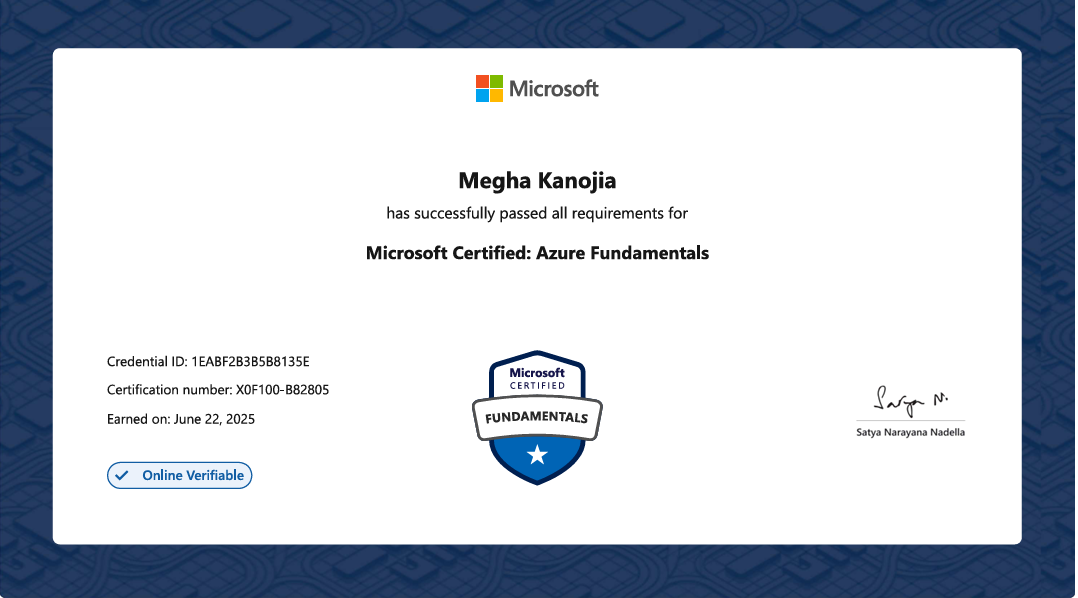 Microsoft
Megha Kanojia
has successfully passed all requirements for
Microsoft Certified: Azure Fundamentals
Credential ID: 1EABF2B3B5B8135E
Certification number: X0F100-B82805
Earned on: June 22, 2025
Online Verifiable
Microsoft
CERTIFIED
FUNDAMENTALS
Satya N.
Satya Narayana Nadella